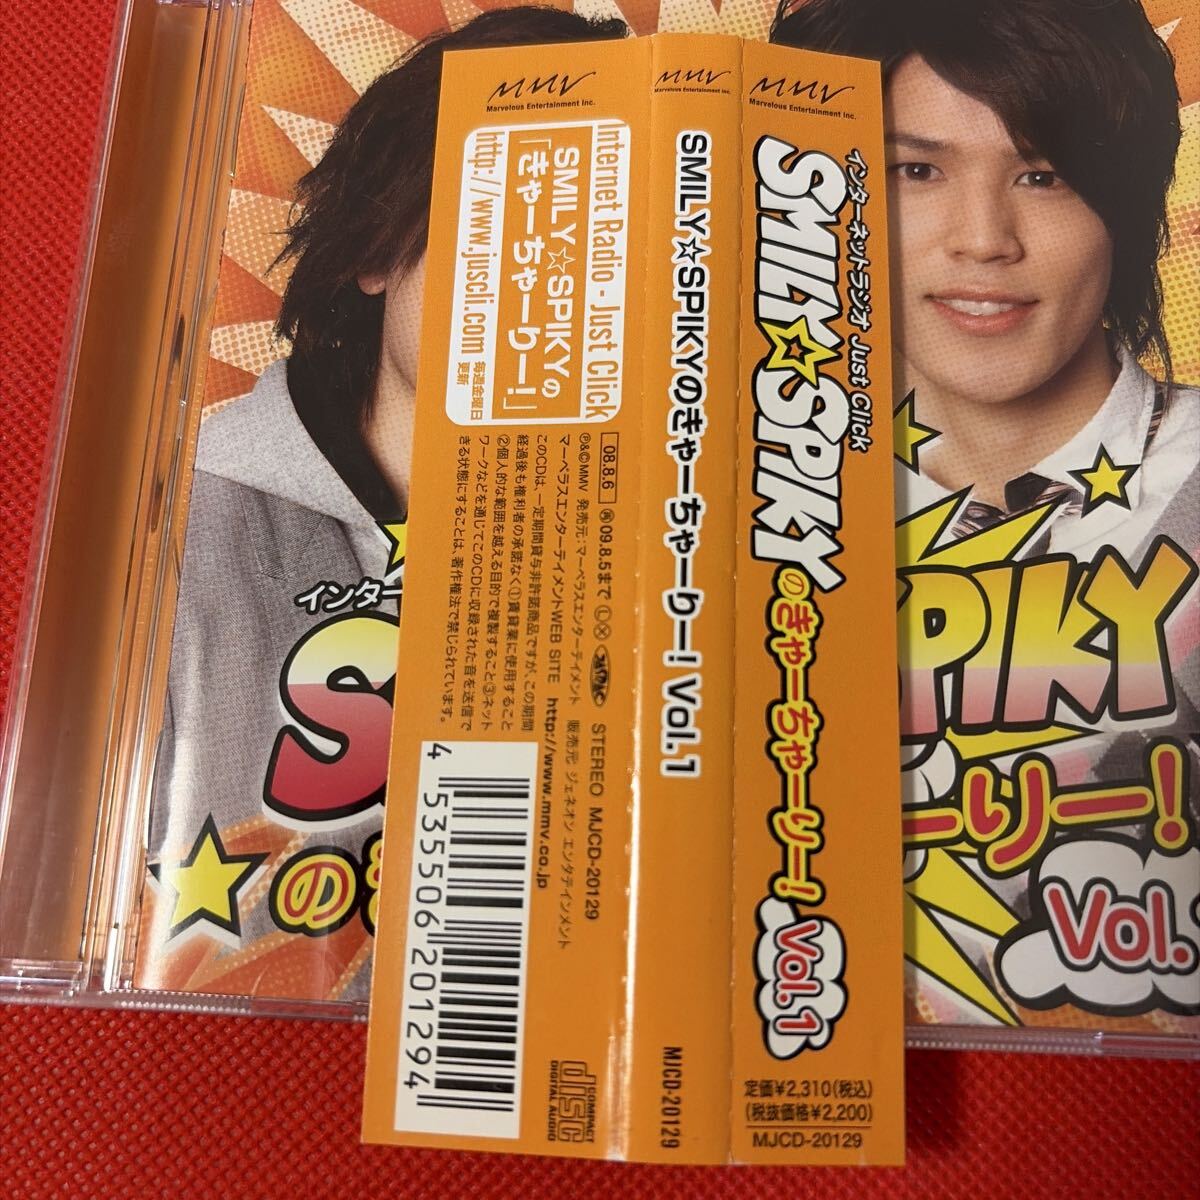 MMV
Marvelous Entertainment Inc.
インターネットラジオ Just Click
SMILY☆SPIKY
のきゃーちゃーりー!
Vol.1
定価¥2,310(税込)
(税抜価格¥2,200)
MJCD-20129
MMV
Marvelous Entertainment Inc.
SMILY☆SPIKYのきゃーちゃーりー! Vol.1
MJCD-20129
MMV
Marvelous Entertainment Inc.
Internet Radio - Just Click
SMILY☆SPIKYの
「きゃーちゃーりー!」
http://www.juscli.com 毎週金曜日
更新
08.8.6 再09.8.5まで Ⓛ Ⓧ STEREO MJCD-20129
Ⓟ&©MMV 発売元:マーベラスエンターテイメント 販売元:ジェネオン エンタテインメント
マーベラスエンターテイメントWEB SITE http://www.mmv.co.jp
このCDは、一定期間貸与非許諾商品ですが、この期間
経過後も権利者の承諾なく①賃貸業に使用すること
②個人的な範囲を越える目的で複製すること③ネット
ワークなどを通じてこのCDに収録された音を送信で
きる状態にすることは、著作権法で禁じられています。
4 535506 201294
COMPACT
disc
DIGITAL AUDIO
インター
S
の
SPIKY
ーりー!
Vol.